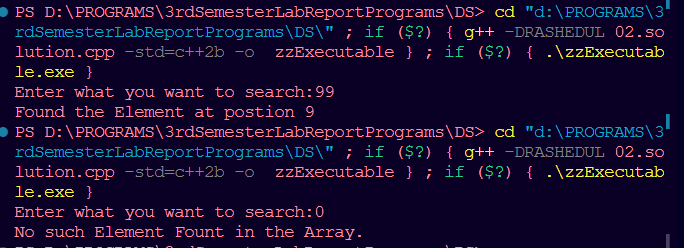 PS D:\PROGRAMS\3rdSemesterLabReportPrograms\DS> cd "d:\PROGRAMS\3
rdSemesterLabReportPrograms\DS\" ; if ($?) { g++ -DRASHEDUL 02.so
lution.cpp -std=c++2b -o  zzExecutable } ; if ($?) { .\zzExecutab
le.exe }
Enter what you want to search:99
Found the Element at postion 9
PS D:\PROGRAMS\3rdSemesterLabReportPrograms\DS> cd "d:\PROGRAMS\3
rdSemesterLabReportPrograms\DS\" ; if ($?) { g++ -DRASHEDUL 02.so
lution.cpp -std=c++2b -o  zzExecutable } ; if ($?) { .\zzExecutab
le.exe }
Enter what you want to search:0
No such Element Fount in the Array.